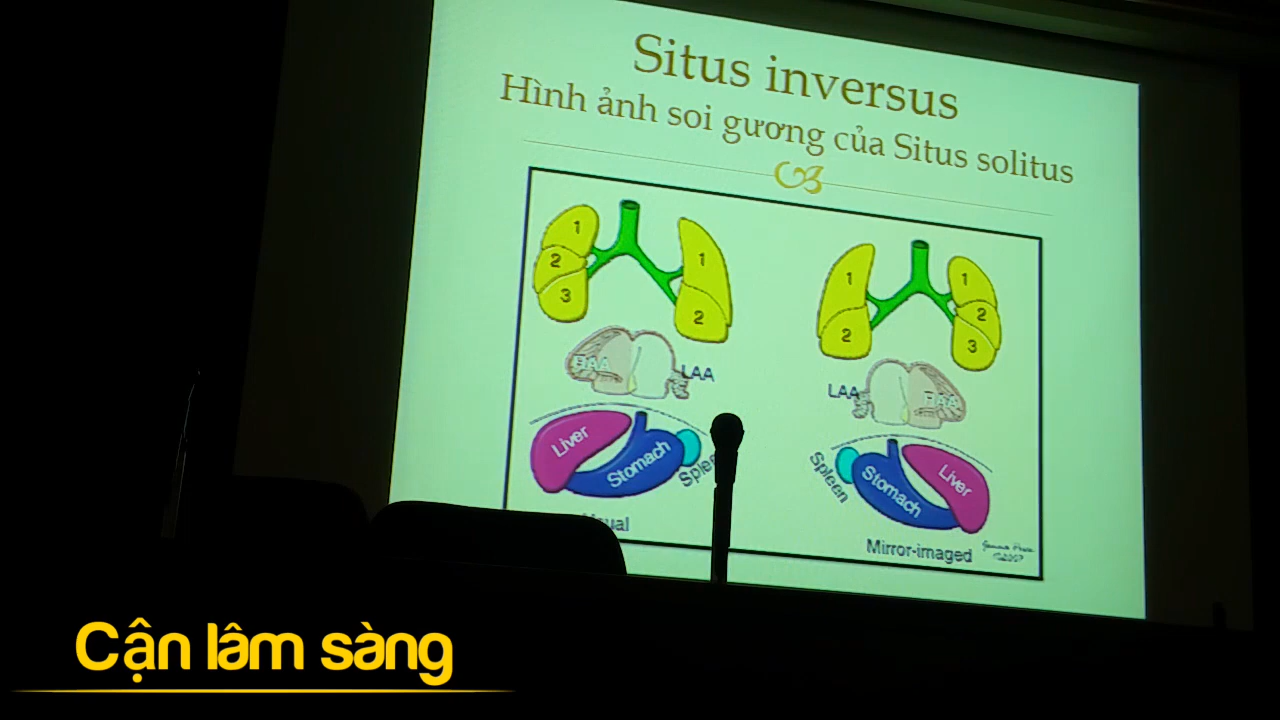 Situs inversus
Hình ảnh soi gương của Situs solitus
1
2
3
1
2
1
2
1
2
3
RAA
LAA
LAA
RAA
Liver
Stomach
Spleen
Stomach
Liver
Mirror-imaged
©2007
Cận lâm sàng